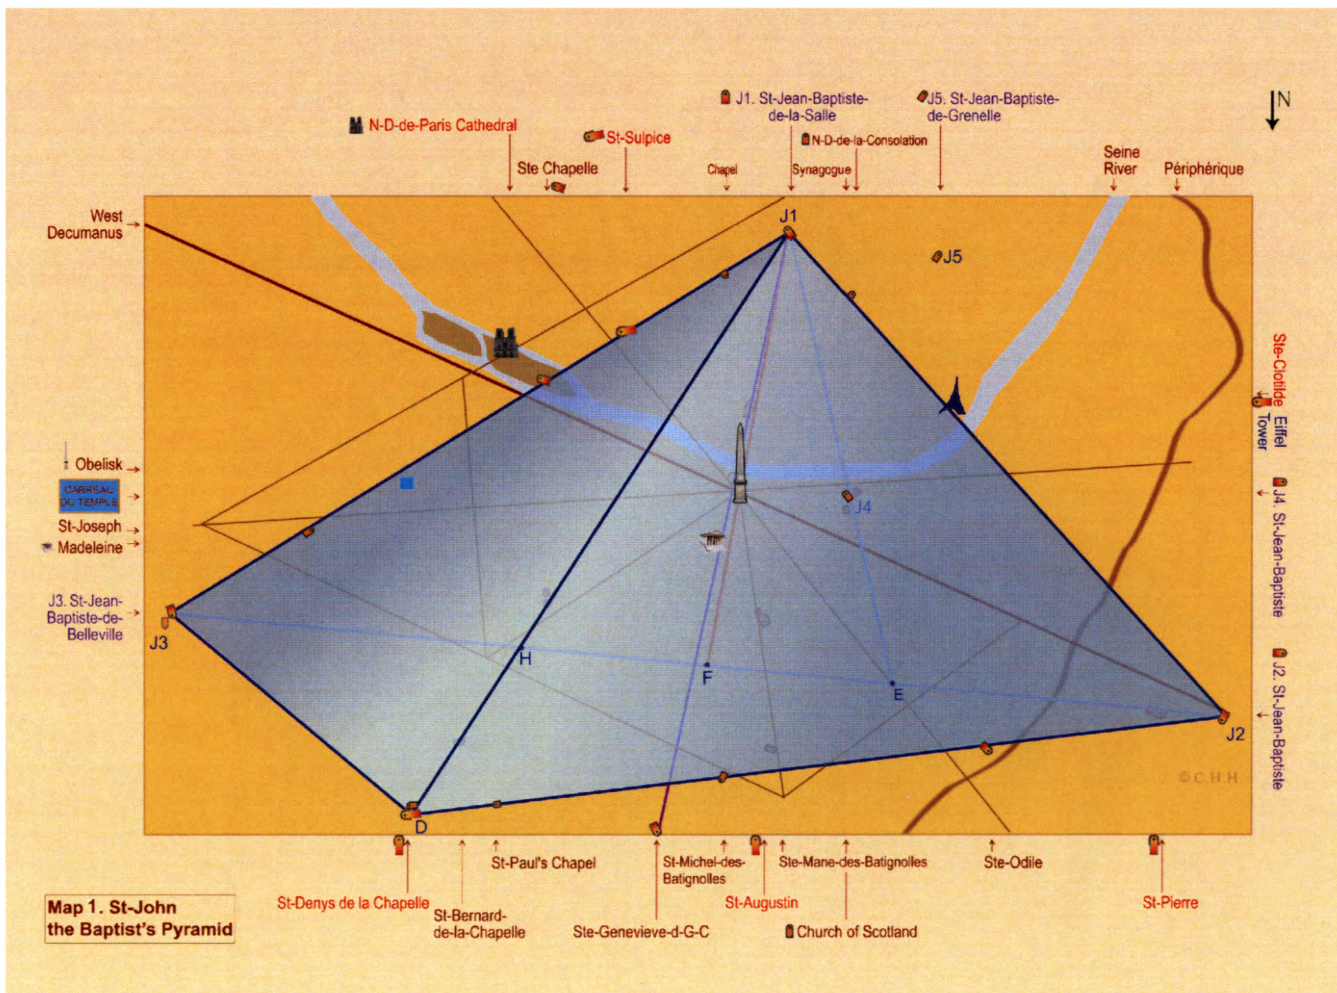 N
J1. St-Jean-Baptiste-
de-la-Salle
J5. St-Jean-Baptiste-
de-Grenelle
N-D-de-Paris Cathedral
St-Sulpice
N-D-de-la-Consolation
Ste Chapelle
Chapel
Synagogue
Seine
River
Périphérique
West
Decumanus
J1
J5
Ste-Clotilde
Eiffel
Tower
Obelisk
CARREAU
DU TEMPLE
St-Joseph
Madeleine
J4
J4. St-Jean-Baptiste
J3. St-Jean-
Baptiste-de-
Belleville
J3
H
F
E
J2
J2. St-Jean-Baptiste
© C.H.H.
D
St-Paul's Chapel
St-Michel-des-
Batignolles
Ste-Mane-des-Batignolles
Ste-Odile
St-Denys de la Chapelle
St-Bernard-
de-la-Chapelle
Ste-Genevieve-d-G-C
St-Augustin
Church of Scotland
St-Pierre
Map 1. St-John
the Baptist's Pyramid